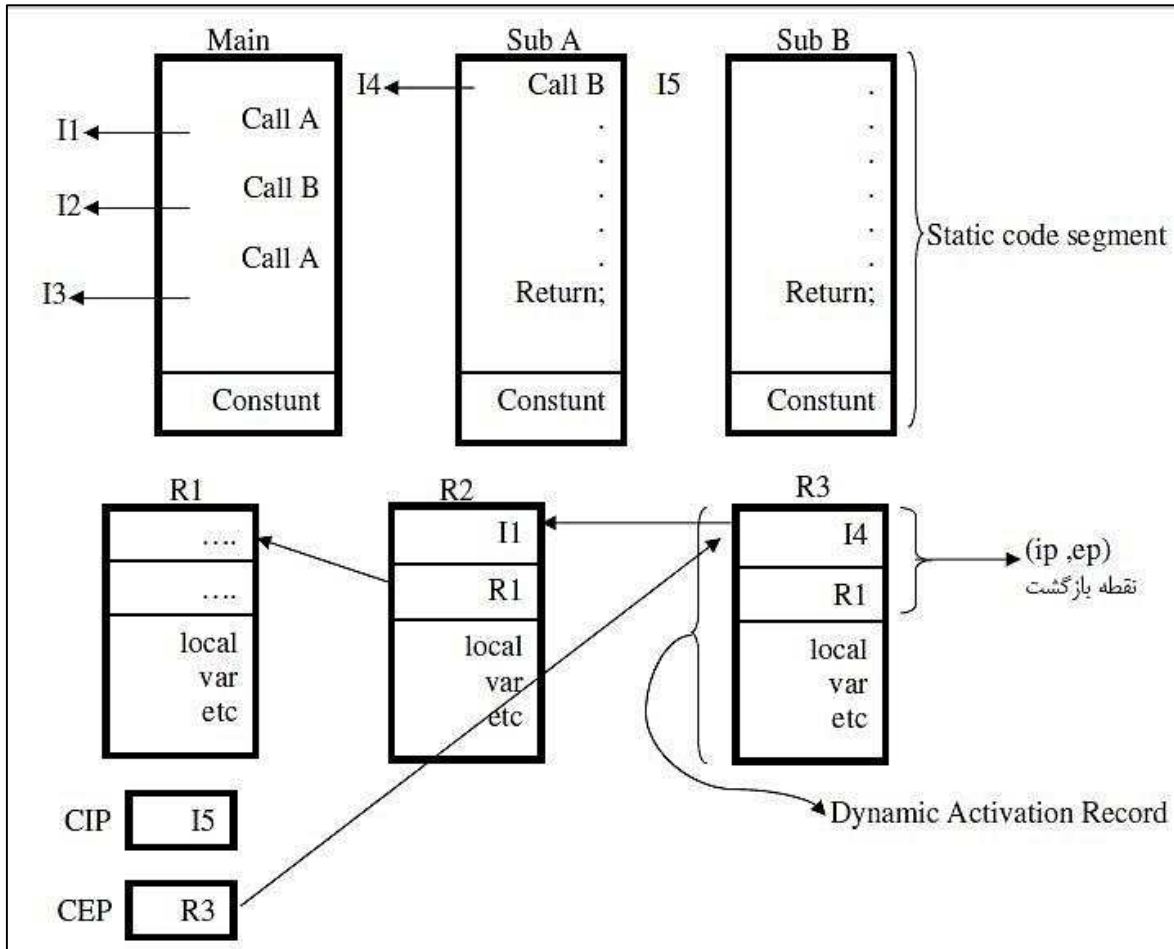 Main
Sub A
Sub B
I4
Call B
I5
.
Call A
.
.
I1
.
.
Call B
.
.
I2
.
.
Static code segment
Call A
.
.
I3
Return;
Return;
Constunt
Constunt
Constunt
R1
R2
R3
....
I1
I4
(ip ,ep)
نقطه بازگشت
....
R1
R1
local
local
local
var
var
var
etc
etc
etc
CIP
I5
Dynamic Activation Record
CEP
R3